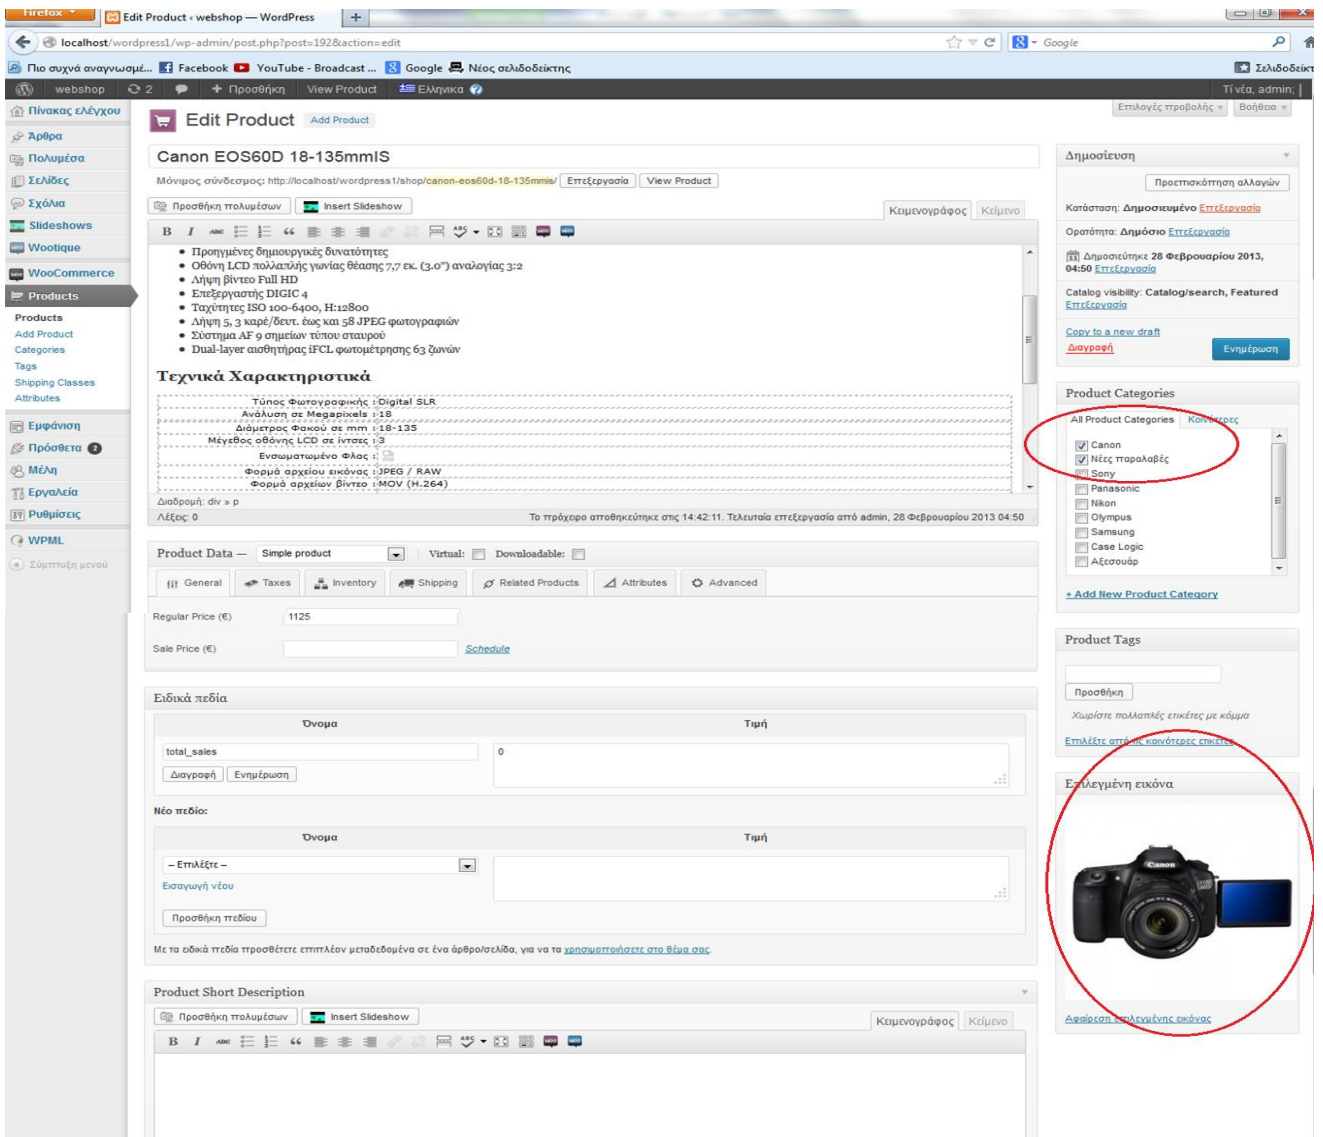 Firefox
Edit Product ‹ webshop — WordPress
+
localhost/wordpress1/wp-admin/post.php?post=192&action=edit
Google
Πιο συχνά αναγνωσμέ...
Facebook
YouTube - Broadcast ...
Google
Νέος σελιδοδείκτης
Σελιδοδείκτ
webshop
2
+ Προσθήκη
View Product
Ελληνικα
Τί νέα, admin;
Πίνακας ελέγχου
Άρθρα
Πολυμέσα
Σελίδες
Σχόλια
Slideshows
Wootique
WooCommerce
Products
Products
Add Product
Categories
Tags
Shipping Classes
Attributes
Εμφάνιση
Πρόσθετα 2
Μέλη
Εργαλεία
Ρυθμίσεις
WPML
Σύμπτυξη μενού
Επιλογές προβολής
Βοήθεια
Edit Product
Add Product
Canon EOS60D 18-135mmIS
Μόνιμος σύνδεσμος: http://localhost/wordpress1/shop/canon-eos60d-18-135mmis/
Επεξεργασία
View Product
Προσθήκη πολυμέσων
Insert Slideshow
Κειμενογράφος
Κείμενο
B I ABC
• Προηγμένες δημιουργικές δυνατότητες
• Οθόνη LCD πολλαπλής γωνίας θέασης 7,7 εκ. (3.0") αναλογίας 3:2
• Λήψη βίντεο Full HD
• Επεξεργαστής DIGIC 4
• Ταχύτητες ISO 100-6400, H:12800
• Λήψη 5, 3 καρέ/δευτ. έως και 58 JPEG φωτογραφιών
• Σύστημα AF 9 σημείων τύπου σταυρού
• Dual-layer αισθητήρας iFCL φωτομέτρησης 63 ζωνών
Τεχνικά Χαρακτηριστικά
Τύπος Φωτογραφικής : Digital SLR
Ανάλυση σε Megapixels : 18
Διάμετρος Φακού σε mm : 18-135
Μέγεθος οθόνης LCD σε ίντσες : 3
Ενσωματωμένο Φλας :
Φορμά αρχείου εικόνας : JPEG / RAW
Φορμά αρχείων βίντεο : MOV (H.264)
Διαδρομή: div » p
Λέξεις: 0
Το πρόχειρο αποθηκεύτηκε στις 14:42:11. Τελευταία επεξεργασία από admin, 28 Φεβρουαρίου 2013 04:50
Product Data —
Simple product
Virtual:
Downloadable:
General
Taxes
Inventory
Shipping
Related Products
Attributes
Advanced
Regular Price (€)
1125
Sale Price (€)
Schedule
Ειδικά πεδία
Όνομα
Τιμή
total_sales
0
Διαγραφή
Ενημέρωση
Νέο πεδίο:
Όνομα
Τιμή
– Επιλέξτε –
Εισαγωγή νέου
Προσθήκη πεδίου
Με τα ειδικά πεδία προσθέτετε επιπλέον μεταδεδομένα σε ένα άρθρο/σελίδα, για να τα χρησιμοποιήσετε στο θέμα σας.
Product Short Description
Προσθήκη πολυμέσων
Insert Slideshow
Κειμενογράφος
Κείμενο
B I ABC
Δημοσίευση
Προεπισκόπηση αλλαγών
Κατάσταση: Δημοσιευμένο Επεξεργασία
Ορατότητα: Δημόσιο Επεξεργασία
Δημοσιεύτηκε 28 Φεβρουαρίου 2013,
04:50 Επεξεργασία
Catalog visibility: Catalog/search, Featured
Επεξεργασία
Copy to a new draft
Διαγραφή
Ενημέρωση
Product Categories
All Product Categories
Κοινότερες
Canon
Νέες παραλαβές
Sony
Panasonic
Nikon
Olympus
Samsung
Case Logic
Αξεσουάρ
+ Add New Product Category
Product Tags
Προσθήκη
Χωρίστε πολλαπλές ετικέτες με κόμμα
Επιλέξτε από τις κοινότερες ετικέτες
Επιλεγμένη εικόνα
Canon
Αφαίρεση επιλεγμένης εικόνας